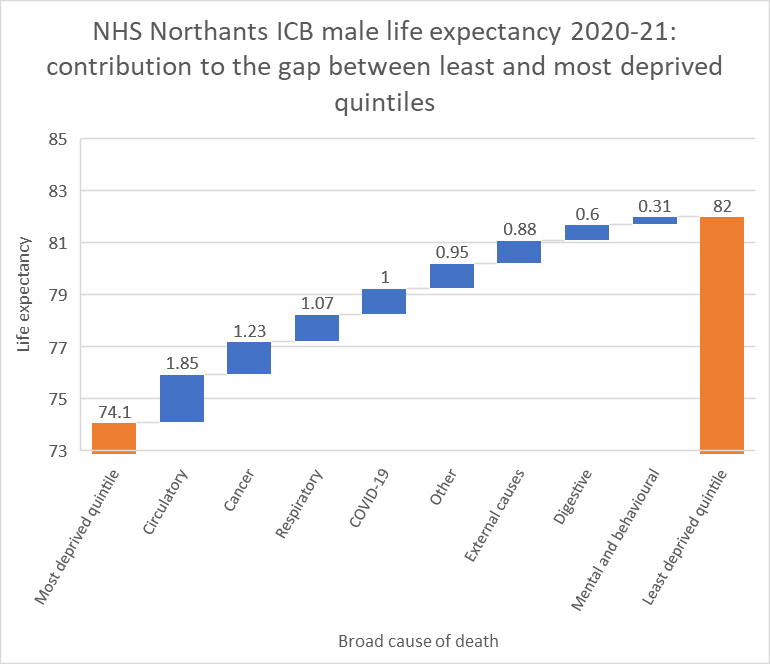 NHS Northants ICB male life expectancy 2020-21:
contribution to the gap between least and most deprived
quintiles
85
83
81
79
77
75
73
Life expectancy
74.1
1.85
1.23
1.07
1
0.95
0.88
0.6
0.31
82
Most deprived quintile
Circulatory
Cancer
Respiratory
COVID-19
Other
External causes
Digestive
Mental and behavioural
Least deprived quintile
Broad cause of death